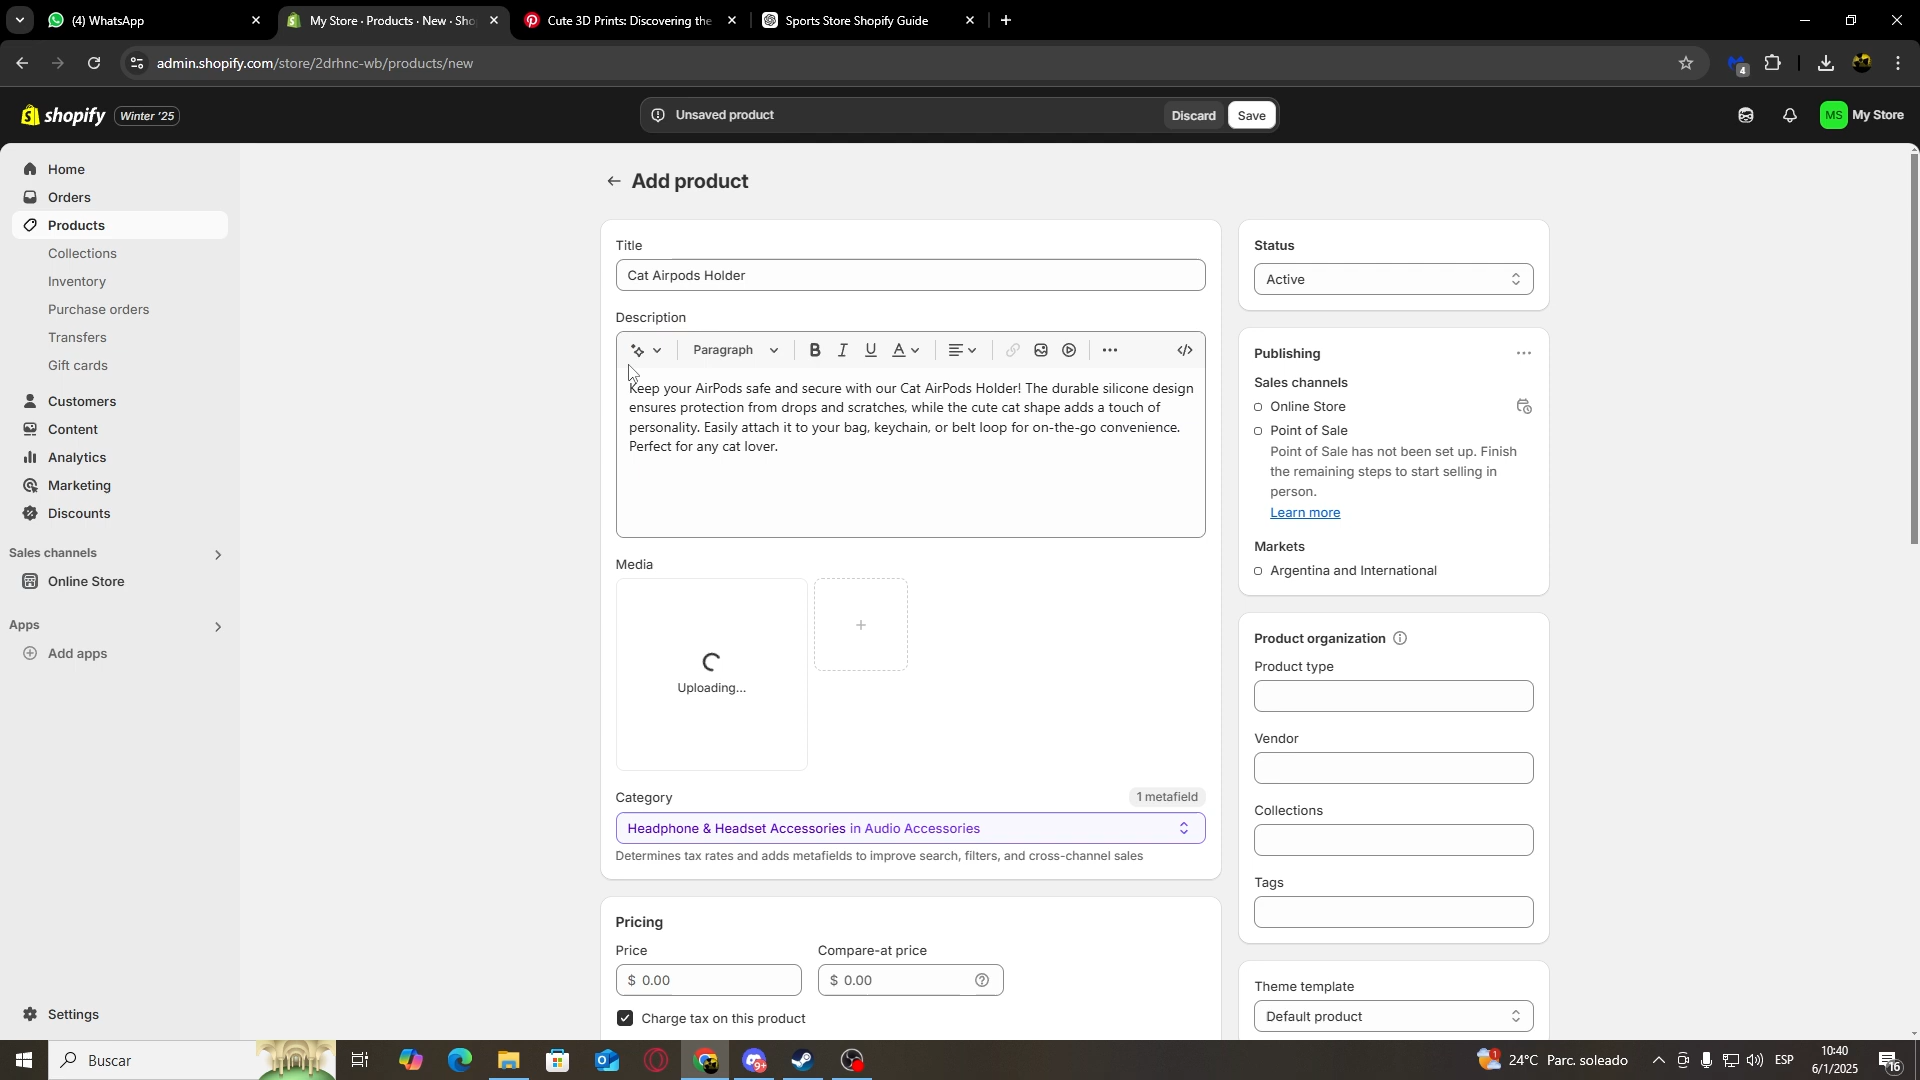 (4) WhatsApp
My Store · Products · New · Sho
Cute 3D Prints: Discovering the
Sports Store Shopify Guide
admin.shopify.com/store/2drhnc-wb/products/new
4
shopify
Winter '25
Unsaved product
Discard
Save
MS
My Store
Home
Orders
Products
Collections
Inventory
Purchase orders
Transfers
Gift cards
Customers
Content
Analytics
Marketing
Discounts
Sales channels
Online Store
Apps
Add apps
Settings
Add product
Title
Cat Airpods Holder
Description
Paragraph
B I U A
Keep your AirPods safe and secure with our Cat AirPods Holder! The durable silicone design
ensures protection from drops and scratches, while the cute cat shape adds a touch of
personality. Easily attach it to your bag, keychain, or belt loop for on-the-go convenience.
Perfect for any cat lover.
Media
Uploading...
Category
1 metafield
Headphone & Headset Accessories in Audio Accessories
Determines tax rates and adds metafields to improve search, filters, and cross-channel sales
Pricing
Price
Compare-at price
$ 0.00
$ 0.00
Charge tax on this product
Status
Active
Publishing
Sales channels
Online Store
Point of Sale
Point of Sale has not been set up. Finish
the remaining steps to start selling in
person.
Learn more
Markets
Argentina and International
Product organization
Product type
Vendor
Collections
Tags
Theme template
Default product
Buscar
9+
1
24°C Parc. soleado
ESP
10:40
6/1/2025
16